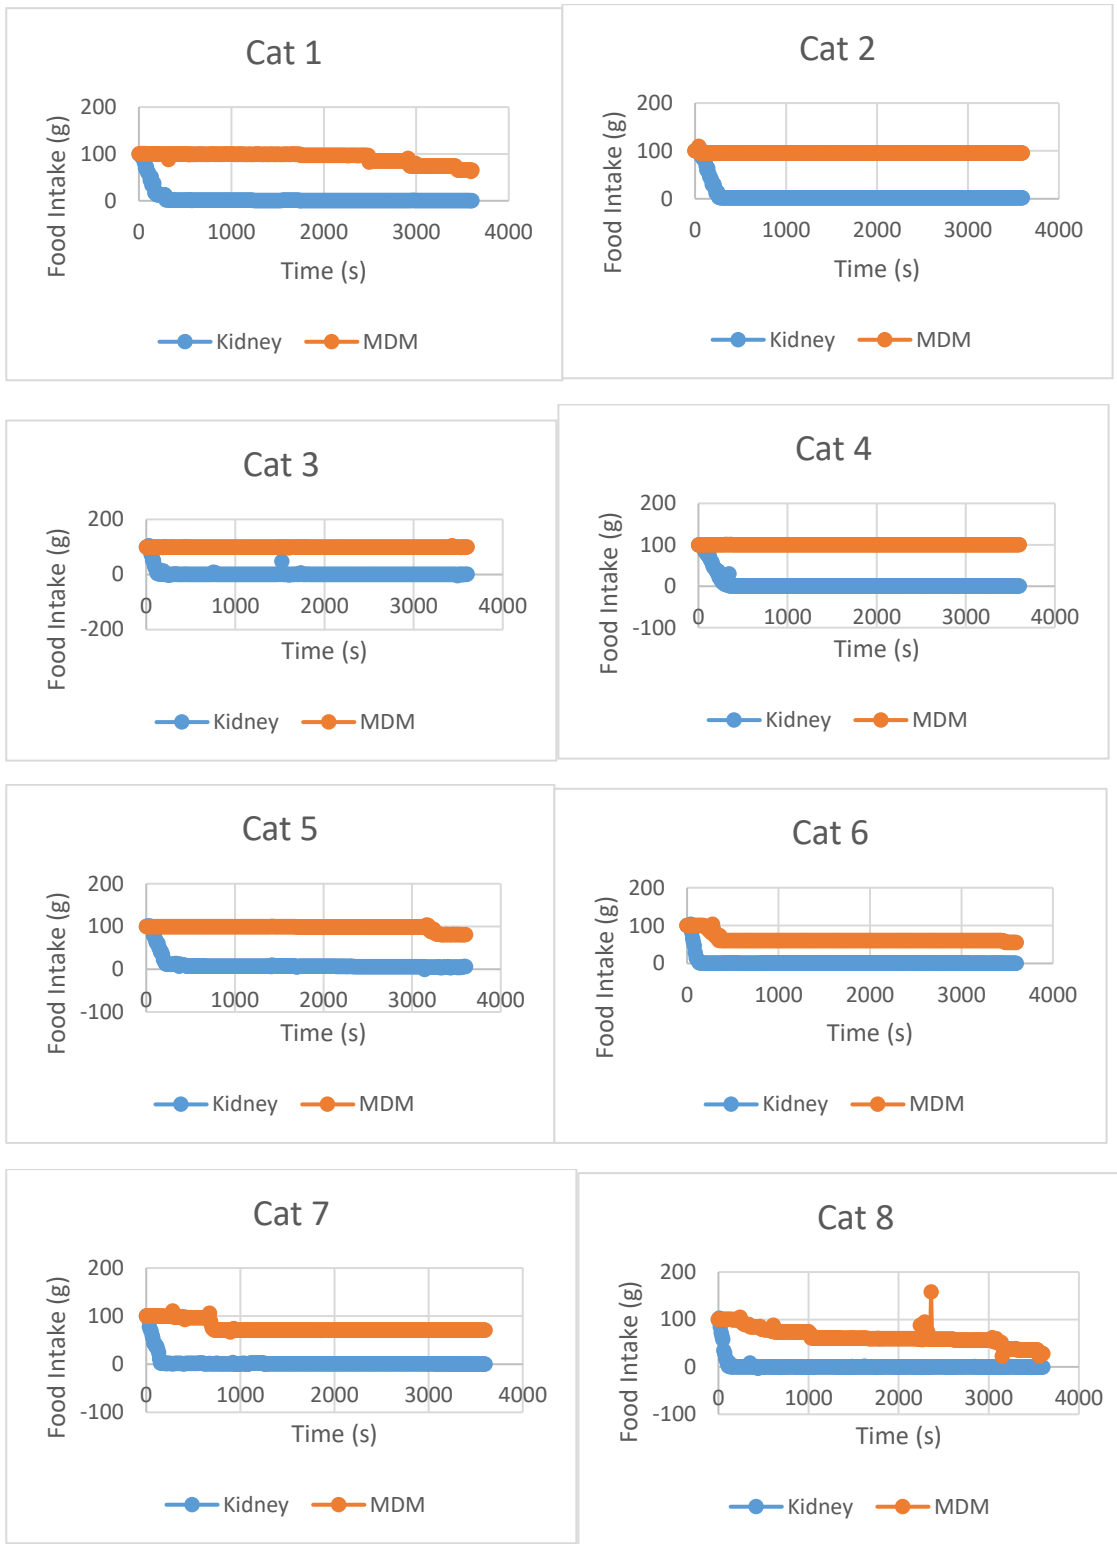 Cat 1
Food Intake (g)
200
100
0
0 1000 2000 3000 4000
Time (s)
Kidney MDM
Cat 2
Food Intake (g)
200
100
0
0 1000 2000 3000 4000
Time (s)
Kidney MDM
Cat 3
Food Intake (g)
200
0
-200
0 1000 2000 3000 4000
Time (s)
Kidney MDM
Cat 4
Food Intake (g)
200
100
0
-100
0 1000 2000 3000 4000
Time (s)
Kidney MDM
Cat 5
Food Intake (g)
200
100
0
-100
0 1000 2000 3000 4000
Time (s)
Kidney MDM
Cat 6
Food Intake (g)
200
100
0
0 1000 2000 3000 4000
Time (s)
Kidney MDM
Cat 7
Food Intake (g)
200
100
0
-100
0 1000 2000 3000 4000
Time (s)
Kidney MDM
Cat 8
Food Intake (g)
200
100
0
-100
0 1000 2000 3000 4000
Time (s)
Kidney MDM